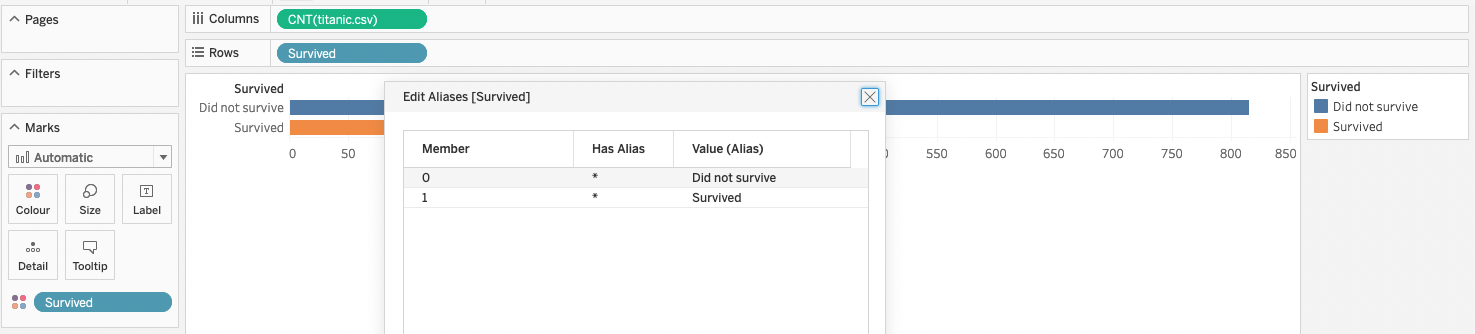 Pages
Columns
CNT(titanic.csv)
Rows
Survived
Filters
Marks
Automatic
Colour
Size
Label
Detail
Tooltip
Survived
Survived
Did not survive
Survived
0 50 550 600 650 700 750 800 850
Edit Aliases [Survived]
Member Has Alias Value (Alias)
0 * Did not survive
1 * Survived
Survived
Did not survive
Survived